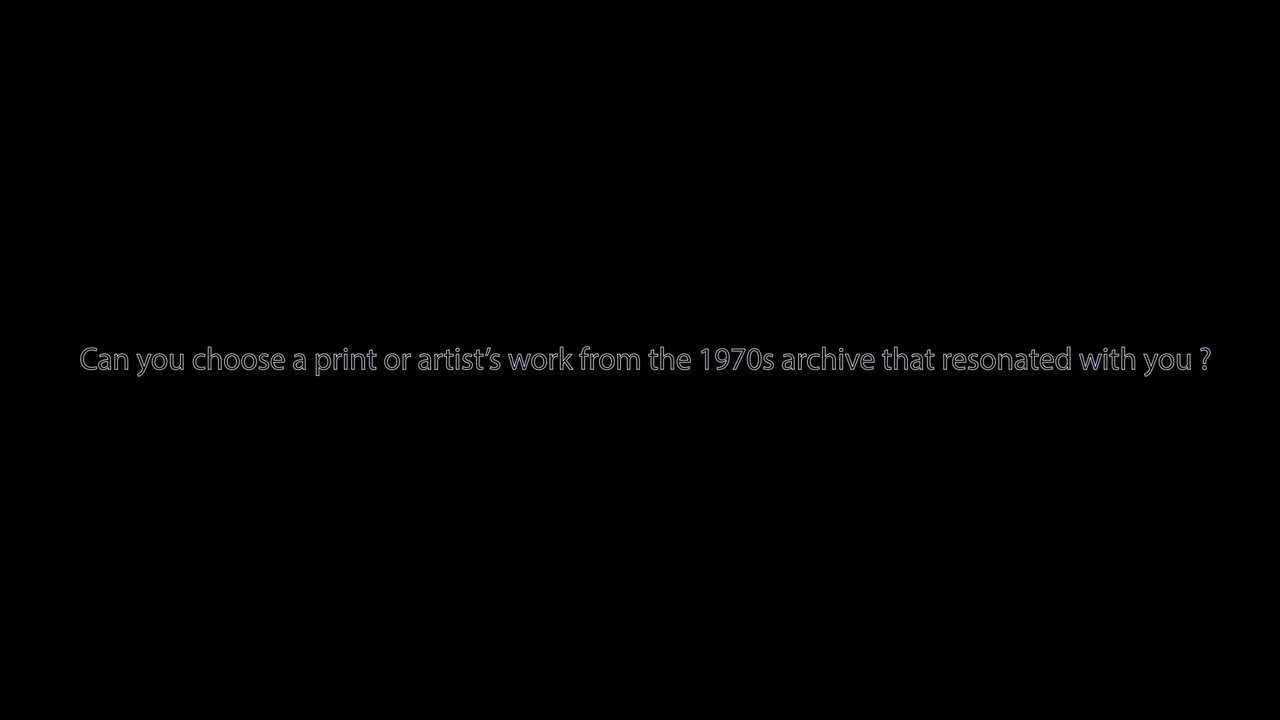 Can you choose a print or artist’s work from the 1970s archive that resonated with you ?